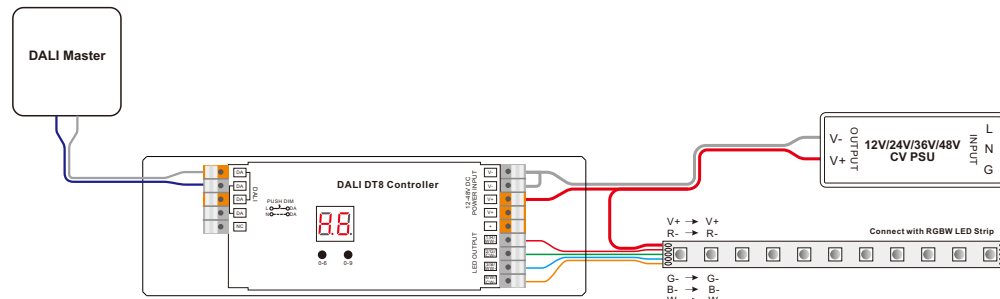 DALI Master
DALI DT8 Controller
DA
DA
DA
DA
NC
DALI
PUSH DIM
L DA
N DA
0-6
0-9
12-48V DC
POWER INPUT
V-
V-
V+
V+
+
LED OUTPUT
V-
V+
OUTPUT
12V/24V/36V/48V
CV PSU
INPUT
L
N
G
V+ → V+
R- → R-
Connect with RGBW LED Strip
G- → G-
B- → B-
W- W-